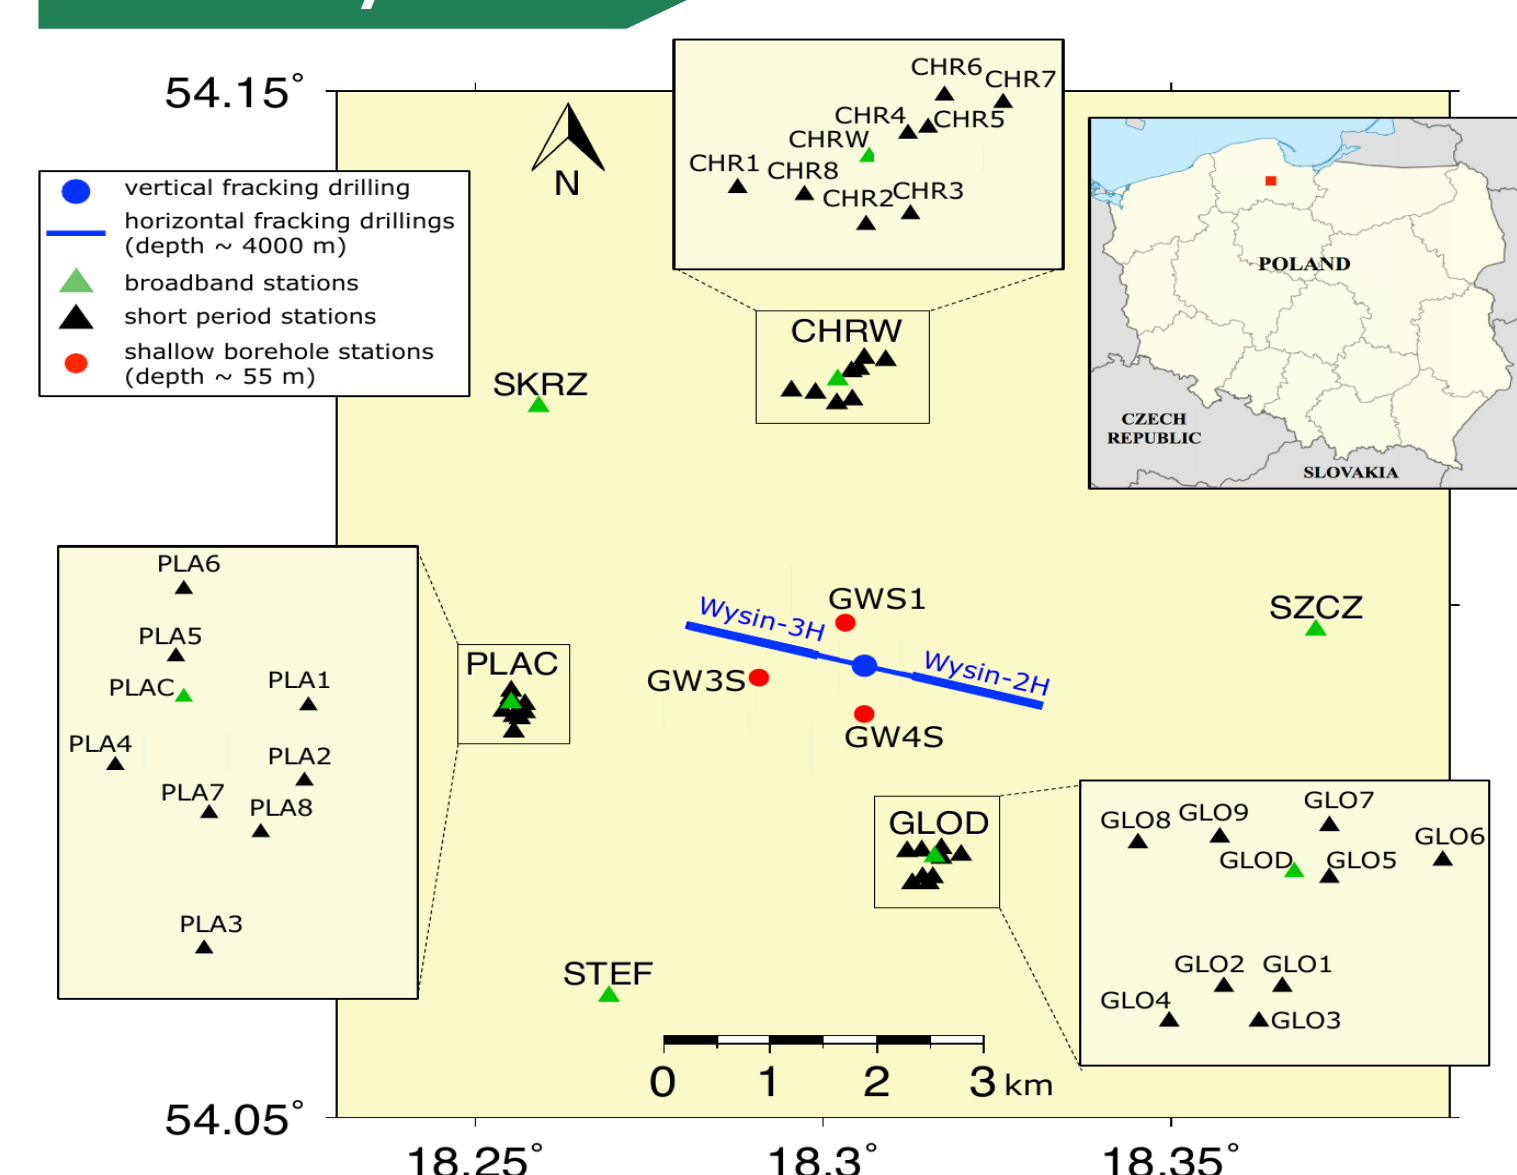 54.15°
N
vertical fracking drilling
horizontal fracking drillings
(depth ~ 4000 m)
broadband stations
short period stations
shallow borehole stations
(depth ~ 55 m)
CHR6
CHR7
CHR4
CHR5
CHRW
CHR1
CHR8
CHR2
CHR3
POLAND
CZECH
REPUBLIC
SLOVAKIA
CHRW
SKRZ
PLA6
PLA5
PLAC
PLA1
PLA4
PLA2
PLA7
PLA8
PLA3
PLAC
GWS1
Wysin-3H
GW3S
Wysin-2H
GW4S
SZCZ
GLOD
GLO7
GLO8
GLO9
GLO6
GLOD
GLO5
GLO2
GLO1
GLO4
GLO3
STEF
0 1 2 3 km
54.05°
18.25° 18.3° 18.35°